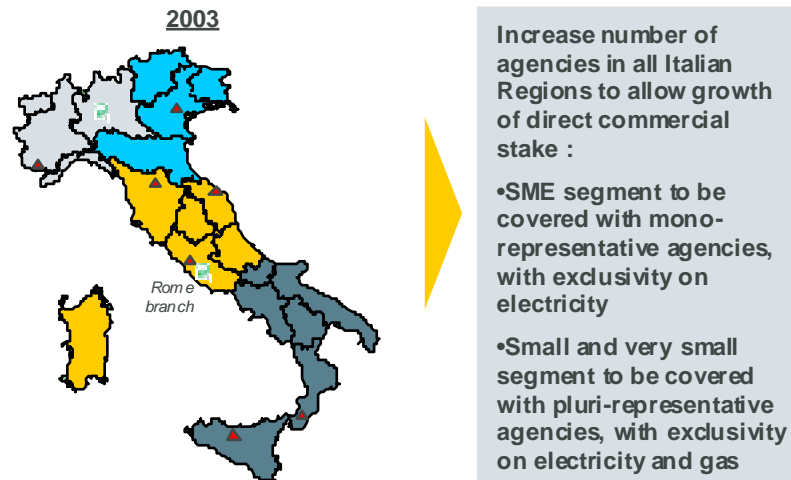 2003
Rome
branch
Increase number of
agencies in all Italian
Regions to allow growth
of direct commercial
stake :
•SME segment to be
covered with mono-
representative agencies,
with exclusivity on
electricity
•Small and very small
segment to be covered
with pluri-representative
agencies, with exclusivity
on electricity and gas